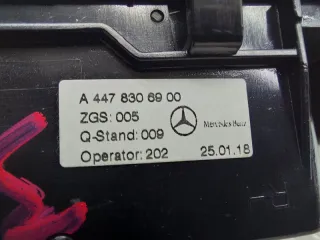 A 447 830 69 00
ZGS: 005
Q-Stand: 009
Mercedes-Benz
Operator: 202 25.01.18